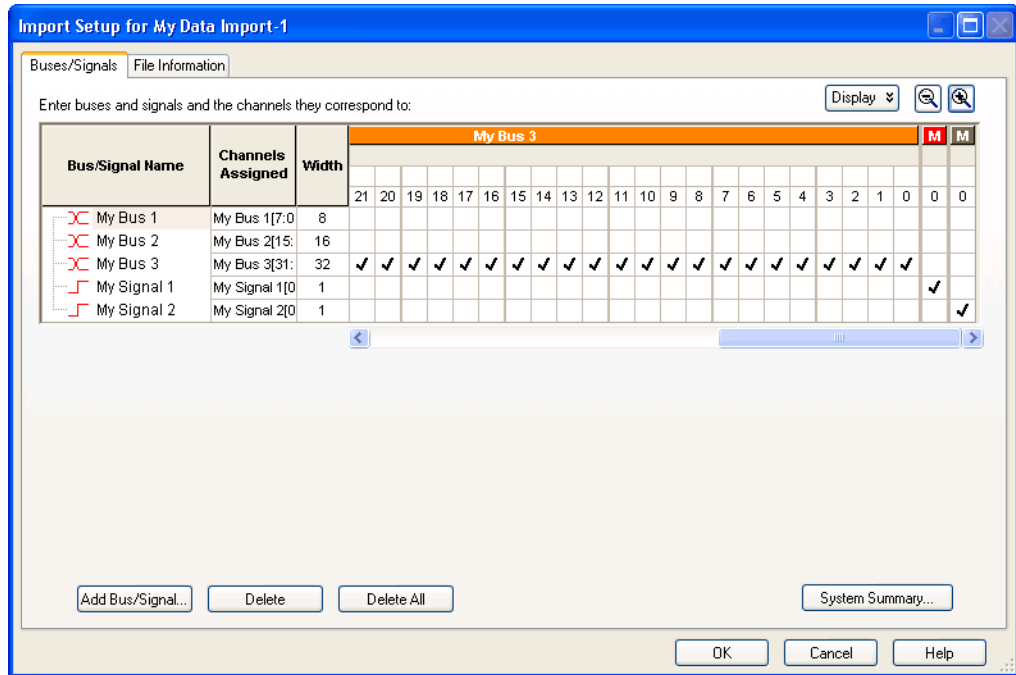 Import Setup for My Data Import-1
Buses/Signals File Information
Enter buses and signals and the channels they correspond to:
Display
Bus/Signal Name Channels Assigned Width My Bus 3 M M
21 20 19 18 17 16 15 14 13 12 11 10 9 8 7 6 5 4 3 2 1 0 0 0
My Bus 1 My Bus 1[7:0 8
My Bus 2 My Bus 2[15: 16
My Bus 3 My Bus 3[31: 32
My Signal 1 My Signal 1[0 1
My Signal 2 My Signal 2[0 1
Add Bus/Signal... Delete Delete All System Summary...
OK Cancel Help